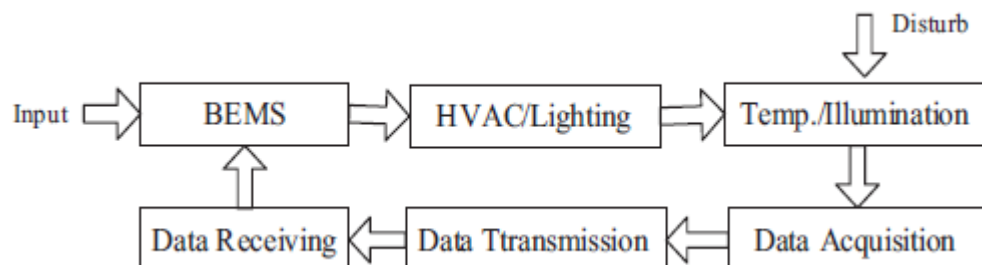 Disturb
Input
BEMS
HVAC/Lighting
Temp./Illumination
Data Receiving
Data Ttransmission
Data Acquisition